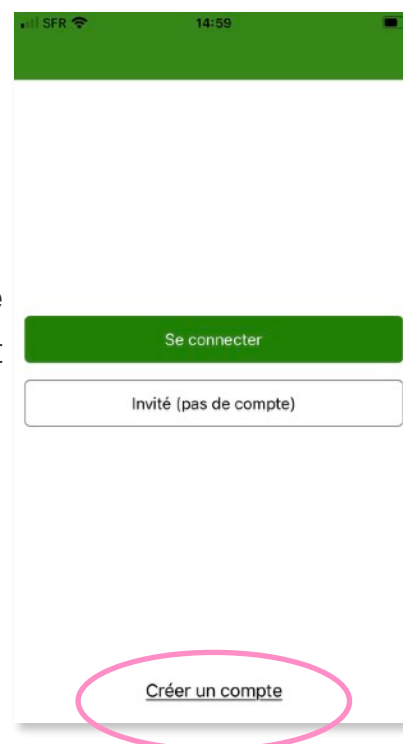 SFR 14:59
Se connecter
Invité (pas de compte)
Créer un compte